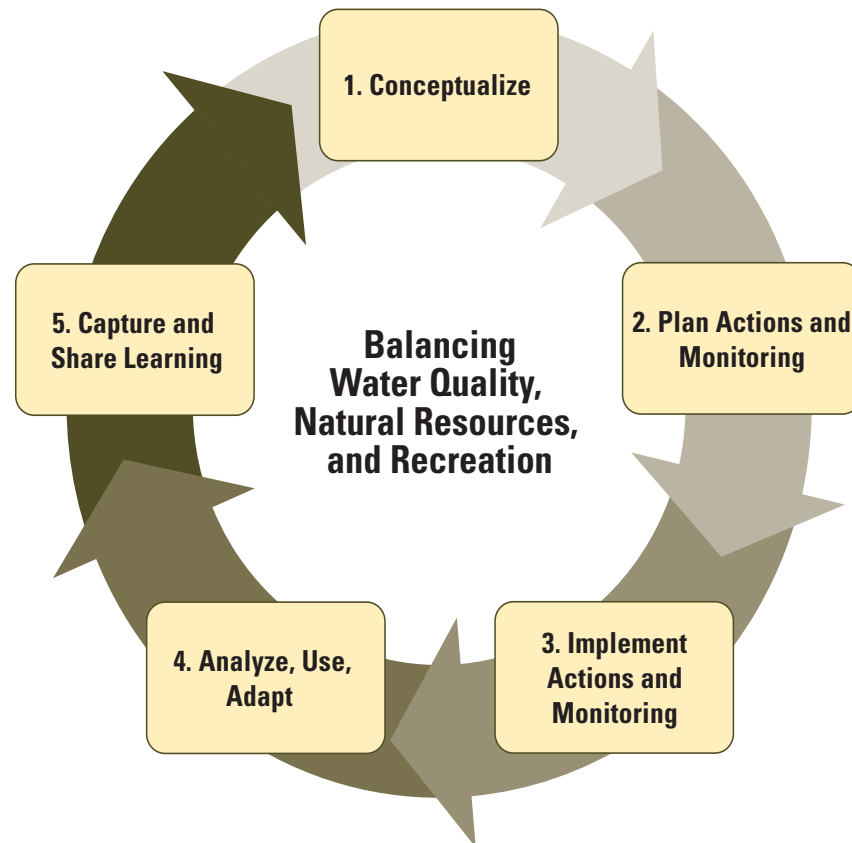 1. Conceptualize
2. Plan Actions and
Monitoring
3. Implement
Actions and
Monitoring
4. Analyze, Use,
Adapt
5. Capture and
Share Learning
Balancing
Water Quality,
Natural Resources,
and Recreation